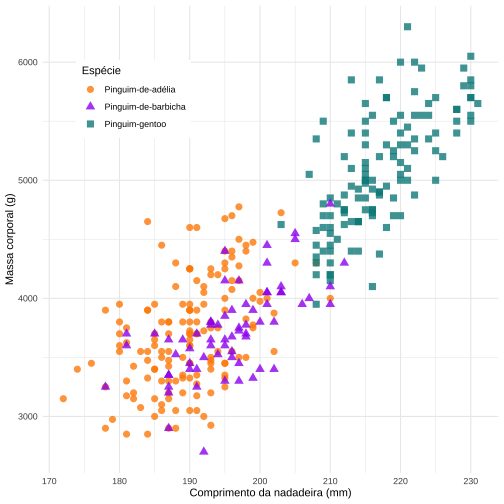 6000
5000
4000
3000
Massa corporal (g)
Espécie
Pinguim-de-adélia
Pinguim-de-barbicha
Pinguim-gentoo
170 180 190 200 210 220 230
Comprimento da nadadeira (mm)